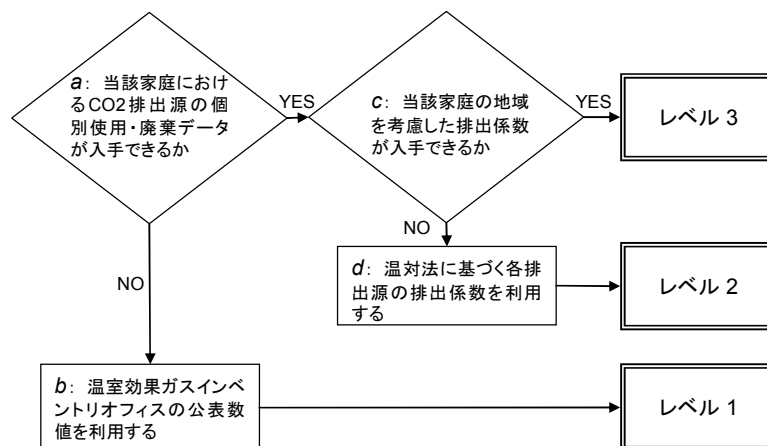 a： 当該家庭におけ
るCO2排出源の個
別使用・廃棄データ
が入手できるか
YES
c： 当該家庭の地域
を考慮した排出係数
が入手できるか
YES
レベル 3
NO
NO
d： 温対法に基づく各排
出源の排出係数を利用
する
レベル 2
b： 温室効果ガスインベ
ントリオフィスの公表数
値を利用する
レベル 1